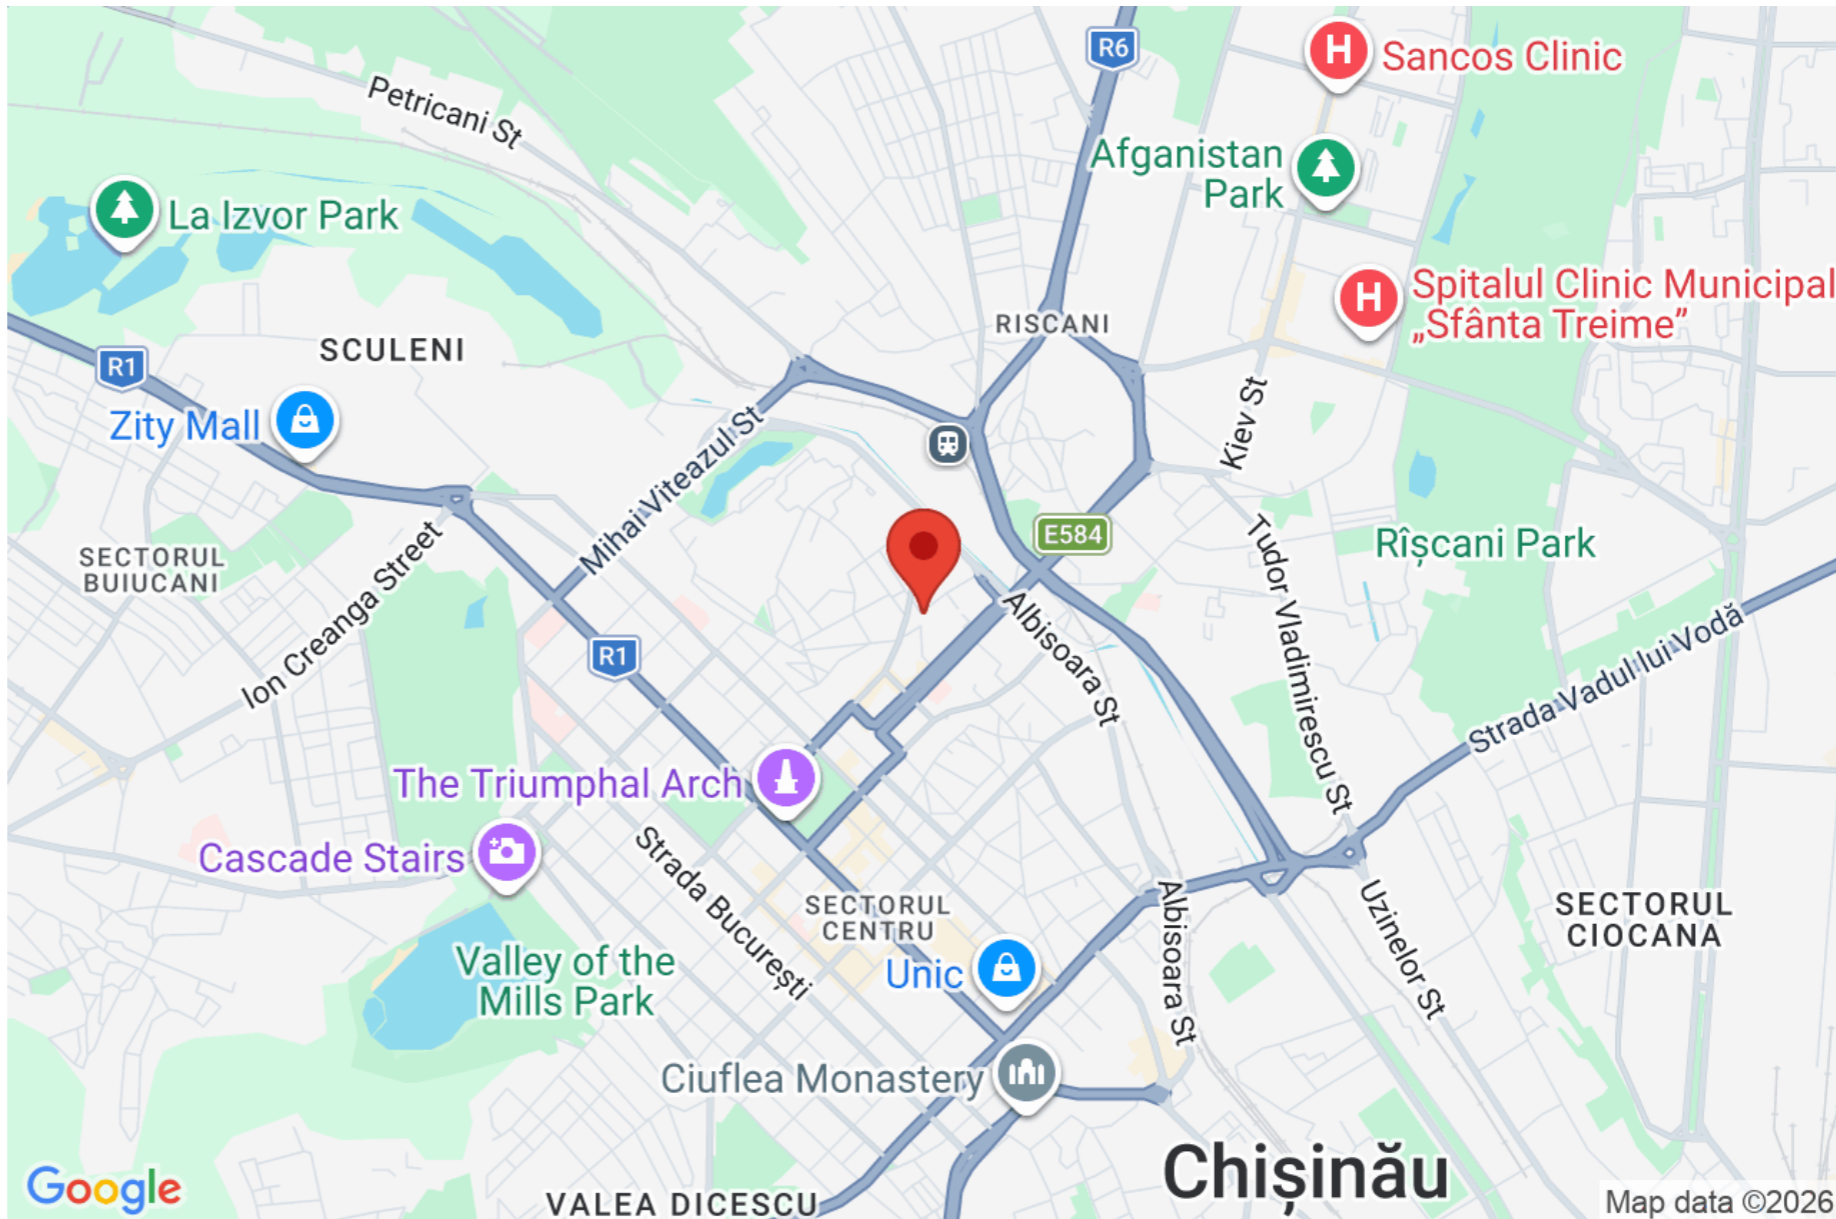 R6
Sancos Clinic
Petricani St
Afganistan
Park
La Izvor Park
Spitalul Clinic Municipal
„Sfânta Treime”
RISCANI
SCULENI
R1
Zity Mall
Kiev St
Mihai Viteazul St
SECTORUL
BUIUCANI
Ion Creanga Street
E584
Rîșcani Park
Tudor Vladimirescu St
Albisoara St
Strada Vadul lui Vodă
R1
The Triumphal Arch
Cascade Stairs
Strada București
SECTORUL
CENTRU
Albisoara St
Uzinelor St
SECTORUL
CIOCANA
Valley of the
Mills Park
Unic
Ciuflea Monastery
Chișinău
Google
VALEA DICESCU
Map data ©2026
H
H